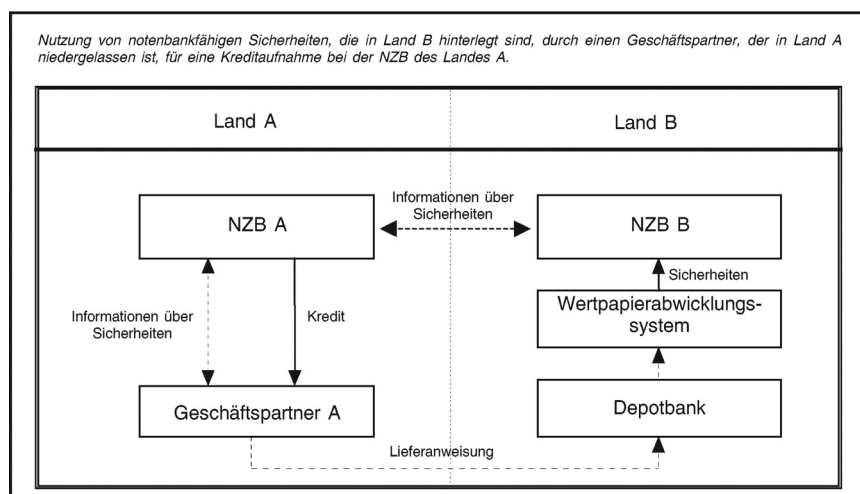 Nutzung von notenbankfähigen Sicherheiten, die in Land B hinterlegt sind, durch einen Geschäftspartner, der in Land A
niedergelassen ist, für eine Kreditaufnahme bei der NZB des Landes A.
Land A
Land B
Informationen über
Sicherheiten
NZB A
NZB B
Sicherheiten
Informationen über
Sicherheiten
Kredit
Wertpapierabwicklungs-
system
Geschäftspartner A
Depotbank
Lieferanweisung